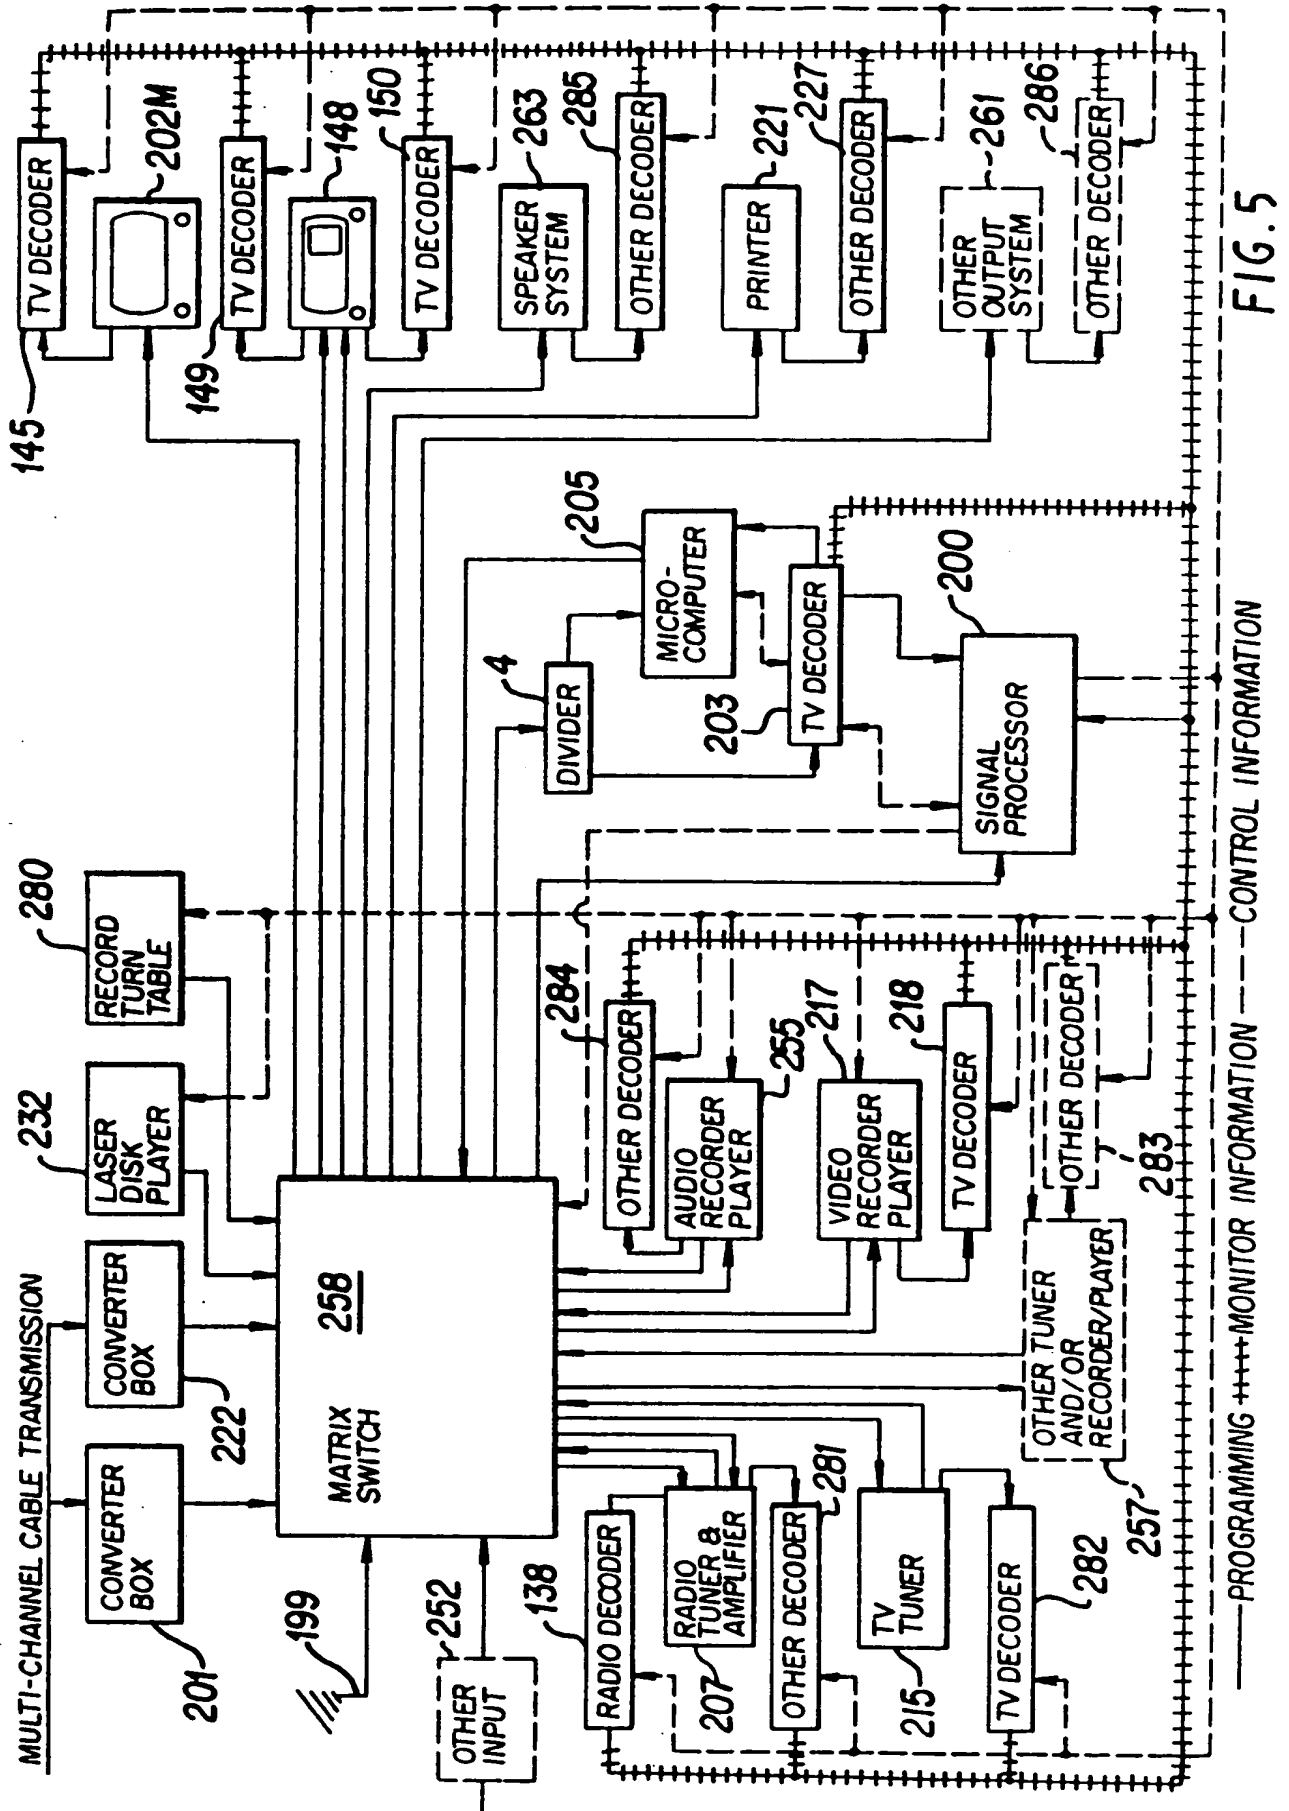 MULTI-CHANNEL CABLE TRANSMISSION
CONVERTER
BOX
201
CONVERTER
BOX
222
LASER
DISK
PLAYER
232
RECORD
TURN
TABLE
280
199
OTHER
INPUT
252
MATRIX
SWITCH
258
TV DECODER
145
202M
TV DECODER
149
148
TV DECODER
150
SPEAKER
SYSTEM
263
OTHER DECODER
285
PRINTER
221
OTHER DECODER
227
OTHER
OUTPUT
SYSTEM
261
OTHER DECODER
286
DIVIDER
4
MICRO-
COMPUTER
205
TV DECODER
203
SIGNAL
PROCESSOR
200
RADIO DECODER
138
RADIO
TUNER &
AMPLIFIER
207
OTHER DECODER
281
TV
TUNER
215
TV DECODER
282
OTHER DECODER
284
AUDIO
RECORDER
PLAYER
255
VIDEO
RECORDER
PLAYER
217
TV DECODER
218
OTHER TUNER
AND/OR
RECORDER/PLAYER
257
OTHER DECODER
283
PROGRAMMING MONITOR INFORMATION CONTROL INFORMATION
FIG. 5